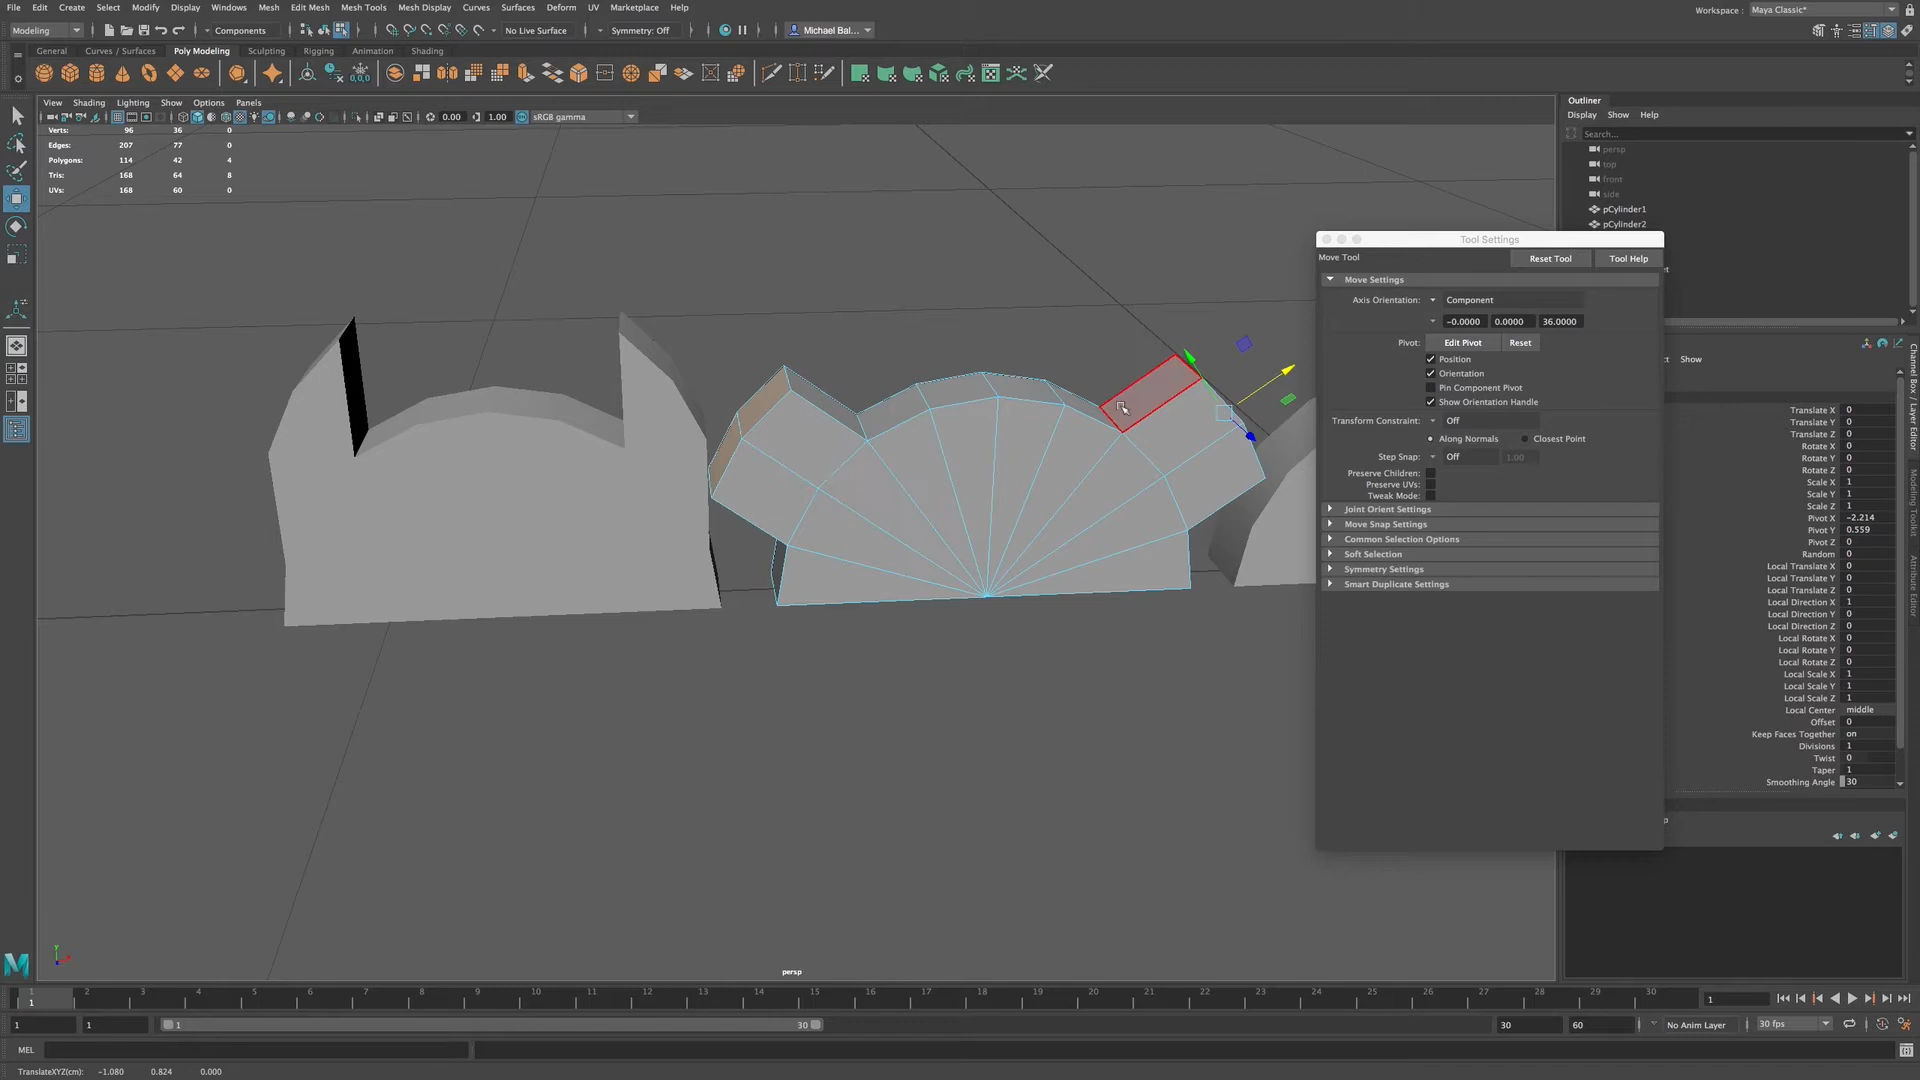 File Edit Create Select Modify Display Windows Mesh Edit Mesh Mesh Tools Mesh Display Curves Surfaces Deform UV Marketplace Help
Workspace : Maya Classic*
Modeling Components No Live Surface Symmetry: Off Michael Bal...
General Curves / Surfaces Poly Modeling Sculpting Rigging Animation Shading
View Shading Lighting Show Options Panels
0.00 1.00 sRGB gamma
Verts: 96 36 0
Edges: 207 77 0
Polygons: 114 42 4
Tris: 168 64 8
UVs: 168 60 0
Outliner
Display Show Help
Search...
persp
top
front
side
pCylinder1
pCylinder2
Tool Settings
Move Tool Reset Tool Tool Help
Move Settings
Axis Orientation: Component
-0.0000 0.0000 36.0000
Pivot: Edit Pivot Reset
Position
Orientation
Pin Component Pivot
Show Orientation Handle
Transform Constraint: Off
Along Normals Closest Point
Step Snap: Off 1.00
Preserve Children:
Preserve UVs:
Tweak Mode:
Joint Orient Settings
Move Snap Settings
Common Selection Options
Soft Selection
Symmetry Settings
Smart Duplicate Settings
Show
Translate X 0
Translate Y 0
Translate Z 0
Rotate X 0
Rotate Y 0
Rotate Z 0
Scale X 1
Scale Y 1
Scale Z 1
Pivot X -2.214
Pivot Y 0.559
Pivot Z 0
Random 0
Local Translate X 0
Local Translate Y 0
Local Translate Z 0
Local Direction X 1
Local Direction Y 0
Local Direction Z 0
Local Rotate X 0
Local Rotate Y 0
Local Rotate Z 0
Local Scale X 1
Local Scale Y 1
Local Scale Z 1
Local Center middle
Offset 0
Keep Faces Together on
Divisions 1
Twist 0
Taper 1
Smoothing Angle 30
Channel Box / Layer Editor
Modeling Toolkit
Attribute Editor
persp
1 2 3 4 5 6 7 8 9 10 11 12 13 14 15 16 17 18 19 20 21 22 23 24 25 26 27 28 29 30
1 1
1 1 1 30 30 60 No Anim Layer 30 fps
MEL
TranslateXYZ(cm): -1.080 0.824 0.000